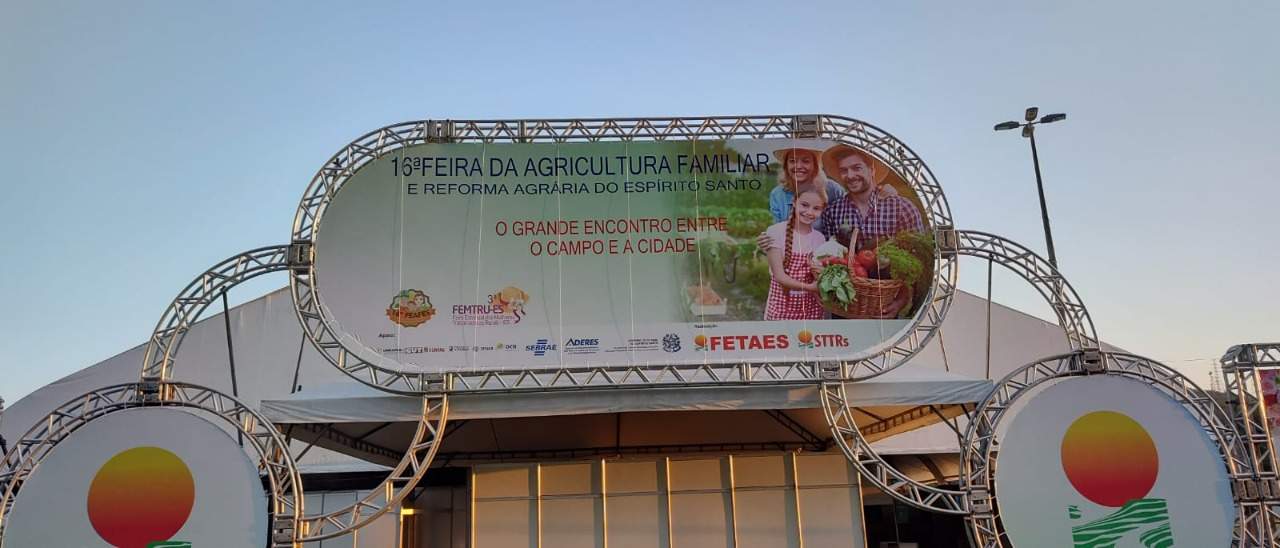 16ª FEIRA DA AGRICULTURA FAMILIAR
E REFORMA AGRÁRIA DO ESPÍRITO SANTO
O GRANDE ENCONTRO ENTRE
O CAMPO E A CIDADE
3ª
FEMTRU-ES
SEBRAE
ADERES
FETAES
STTRs